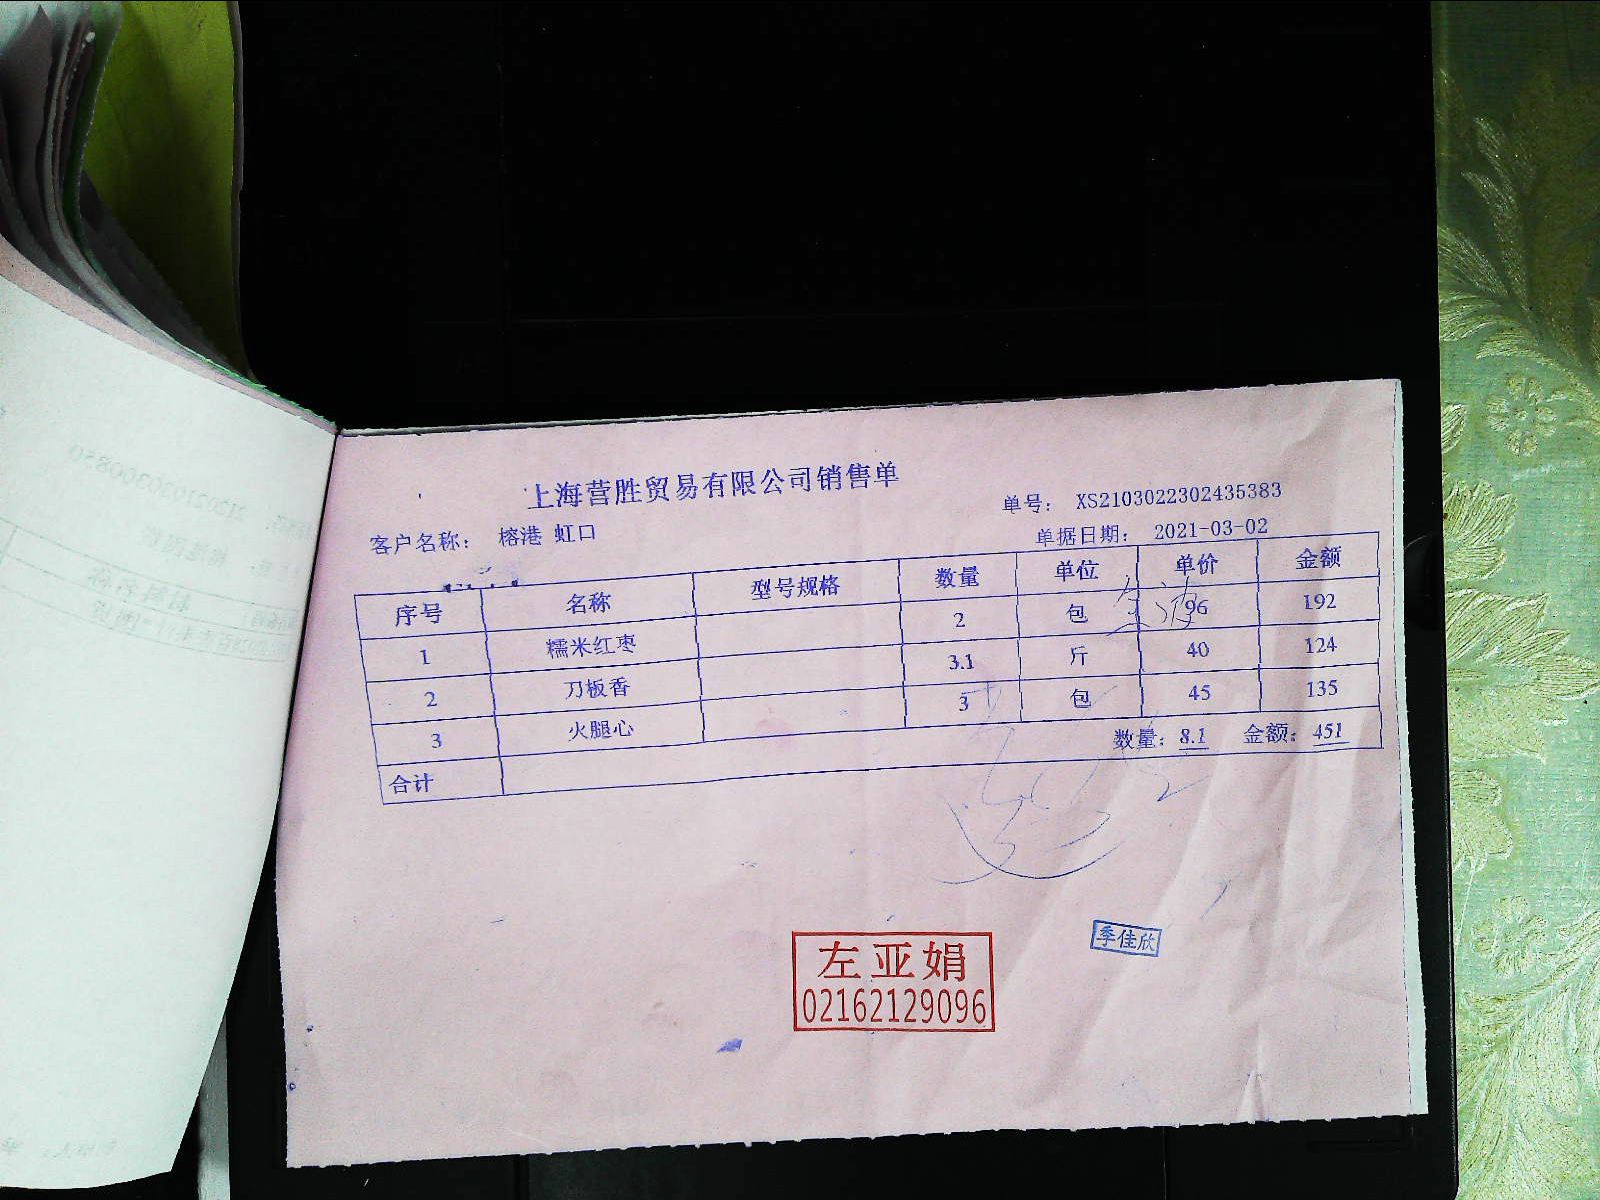 上海营胜贸易有限公司销售单
单号： XS2103022302435383
客户名称： 榕港 虹口
单据日期： 2021-03-02
序号 名称 型号规格 数量 单位 单价 金额
1 糯米红枣 2 包 96 192
2 刀板香 3.1 斤 40 124
3 火腿心 3 包 45 135
合计 数量：8.1 金额：451
季佳欣
左亚娟
02162129096